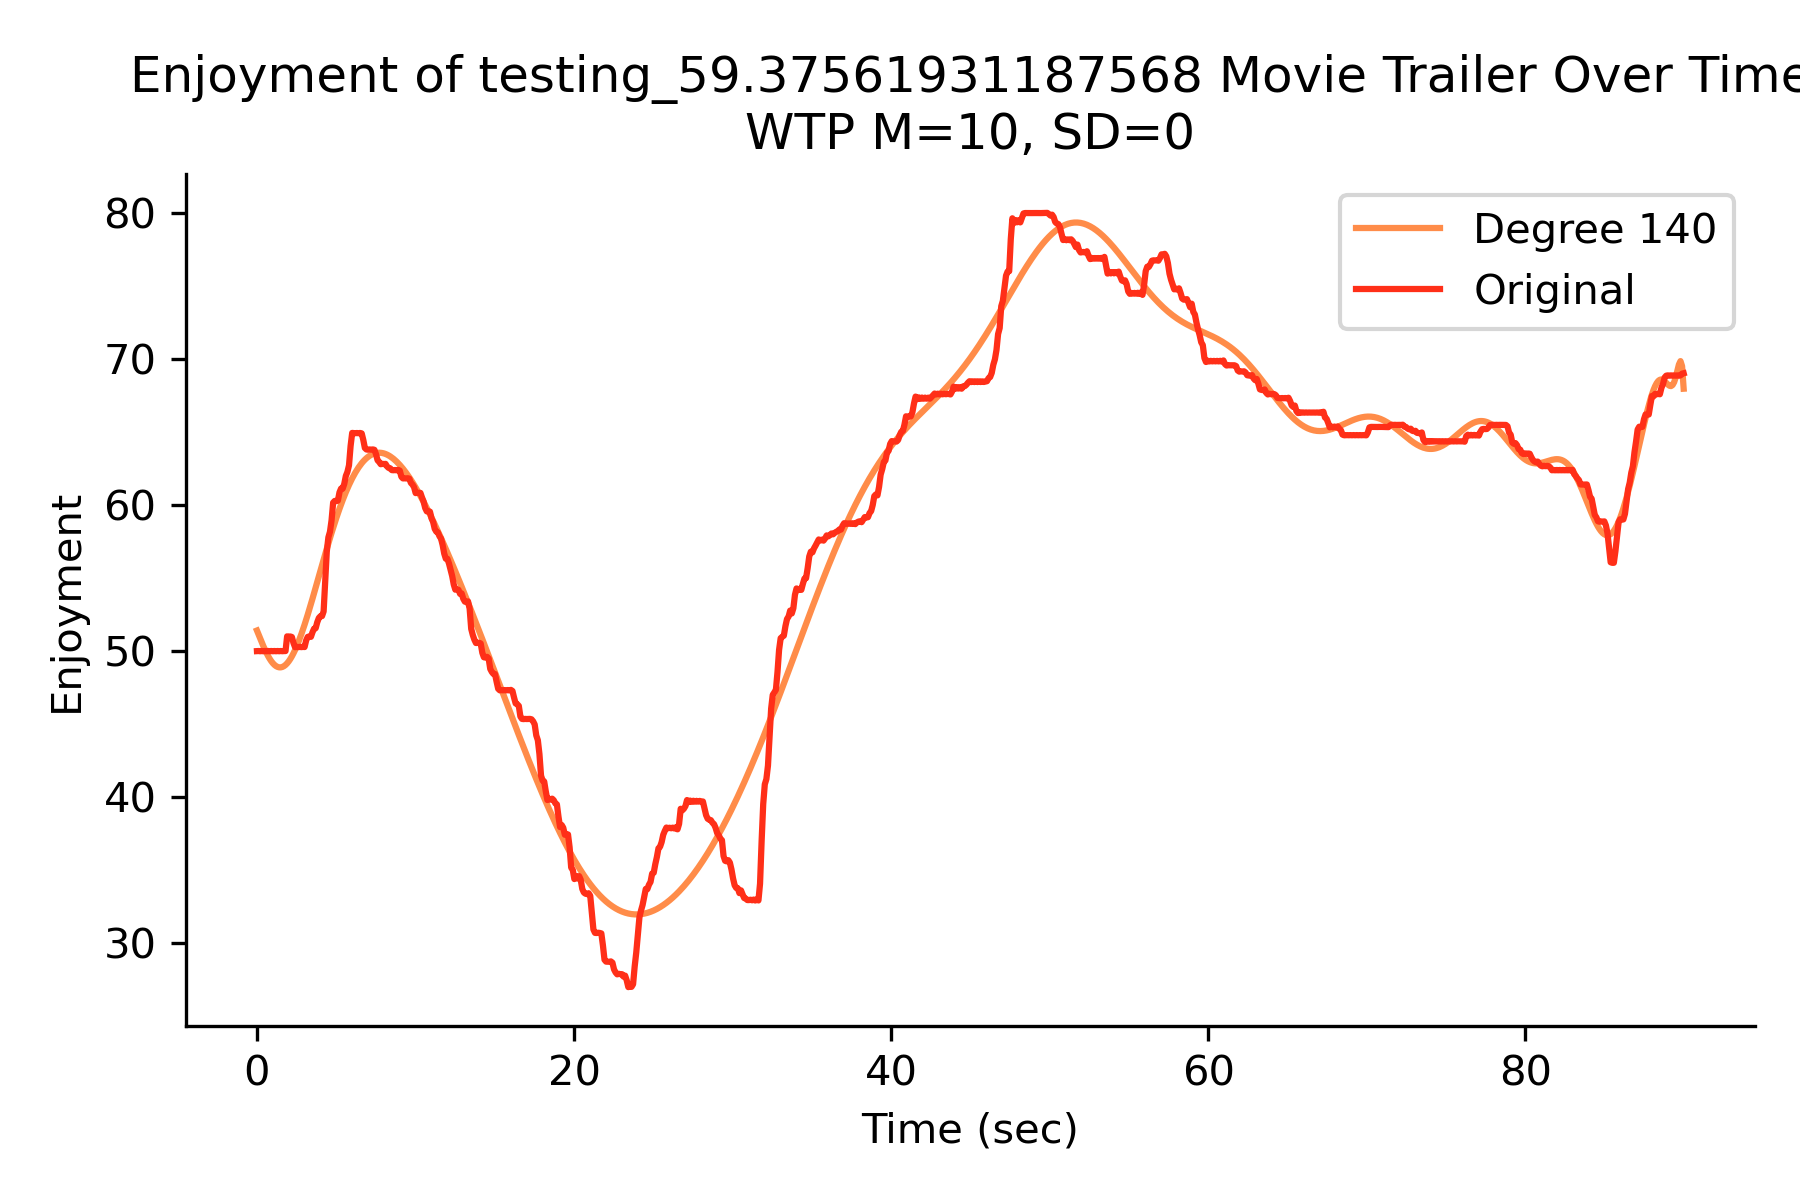 Enjoyment of testing_59.37561931187568 Movie Trailer Over Time
WTP M=10, SD=0
Degree 140
Original
Enjoyment
80
70
60
50
40
30
0 20 40 60 80
Time (sec)